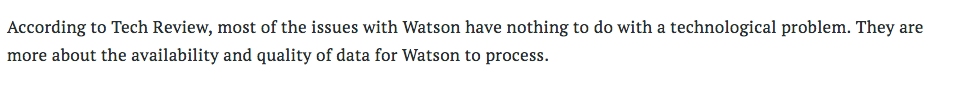 According to Tech Review, most of the issues with Watson have nothing to do with a technological problem. They are
more about the availability and quality of data for Watson to process.